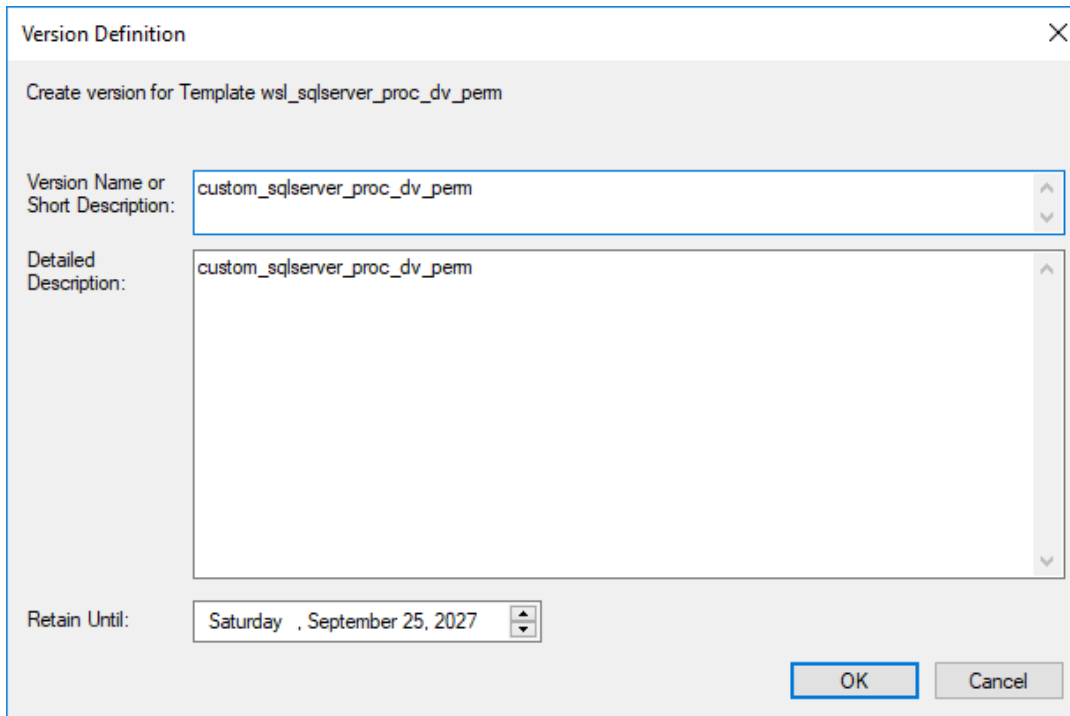 Version Definition
Create version for Template wsl_sqlserver_proc_dv_perm
Version Name or
Short Description:
custom_sqlserver_proc_dv_perm
Detailed
Description:
custom_sqlserver_proc_dv_perm
Retain Until:
Saturday , September 25, 2027
OK
Cancel